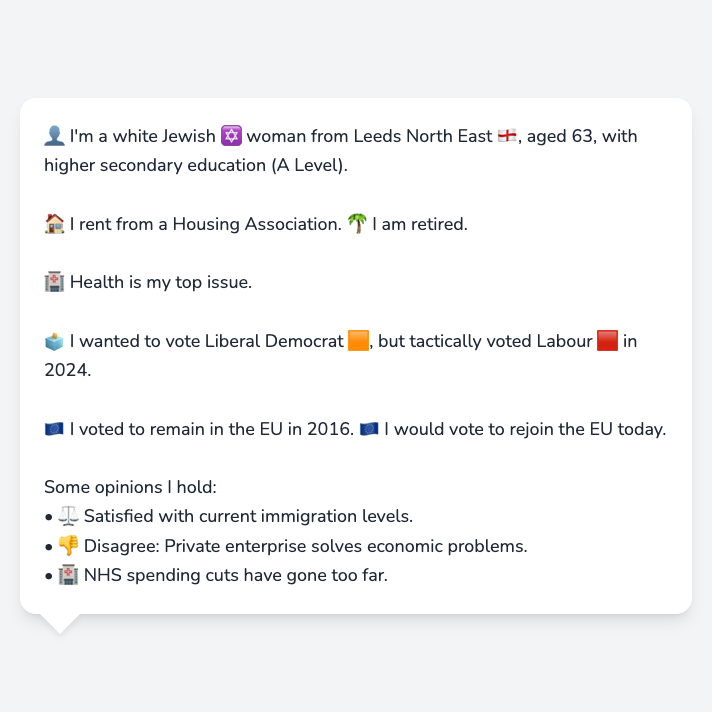 👤 I'm a white Jewish 🔯 woman from Leeds North East 🏴󠁧󠁢󠁥󠁮󠁧󠁿, aged 63, with
higher secondary education (A Level).
🏠 I rent from a Housing Association. 🌴 I am retired.
🏥 Health is my top issue.
🗳️ I wanted to vote Liberal Democrat 🟧, but tactically voted Labour 🟥 in
2024.
🇪🇺 I voted to remain in the EU in 2016. 🇪🇺 I would vote to rejoin the EU today.
Some opinions I hold:
• ⚖️ Satisfied with current immigration levels.
• 👎 Disagree: Private enterprise solves economic problems.
• 🏥 NHS spending cuts have gone too far.